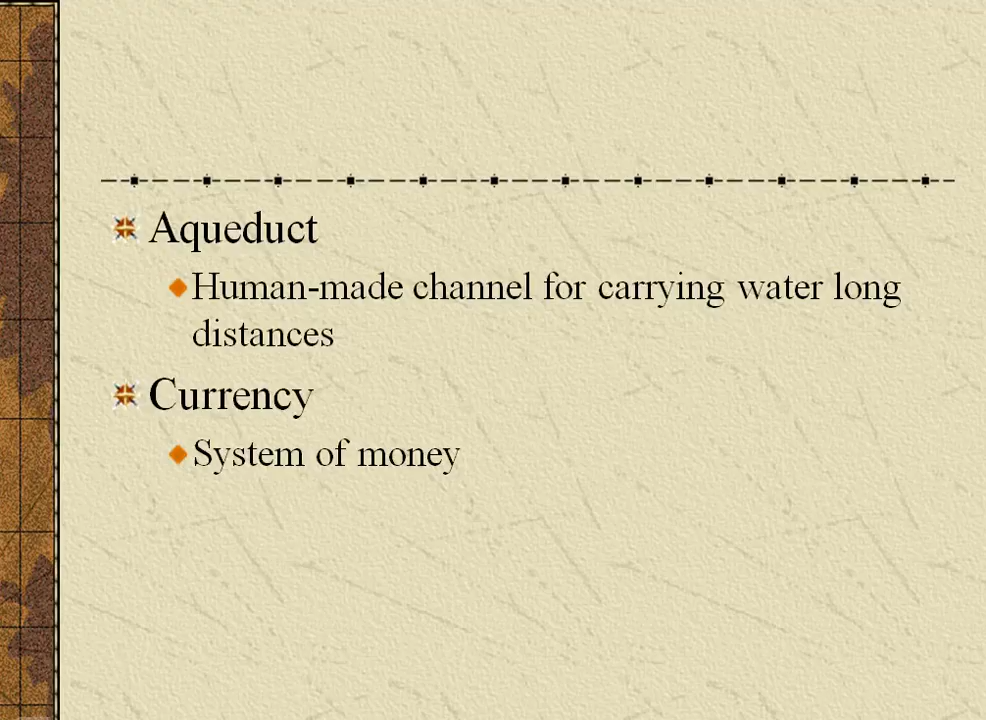 Aqueduct
Human-made channel for carrying water long
distances
Currency
System of money